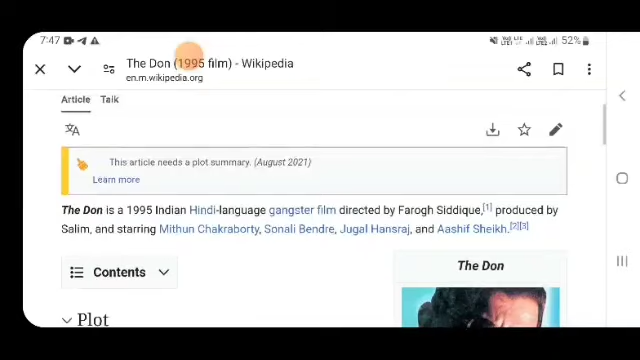 7:47 52%
The Don (1995 film) - Wikipedia
en.m.wikipedia.org
Article Talk
This article needs a plot summary. (August 2021)
Learn more
The Don is a 1995 Indian Hindi-language gangster film directed by Farogh Siddique,[1] produced by
Salim, and starring Mithun Chakraborty, Sonali Bendre, Jugal Hansraj, and Aashif Sheikh.[2][3]
Contents
The Don
Plot